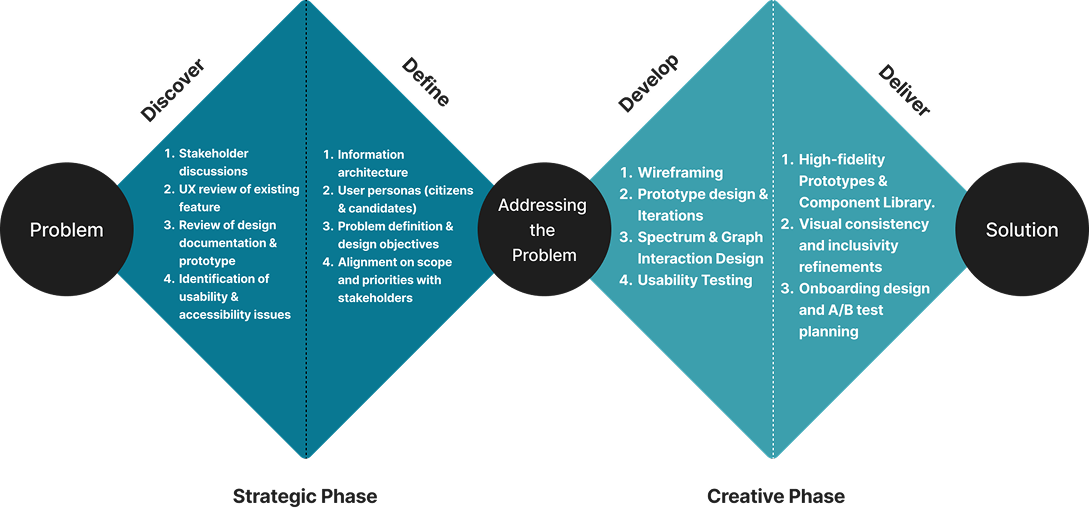 Discover
Define
Develop
Deliver
Problem
1. Stakeholder
discussions
2. UX review of existing
feature
3. Review of design
documentation &
prototype
4. Identification of
usability &
accessibility issues
1. Information
architecture
2. User personas (citizens
& candidates)
3. Problem definition &
design objectives
4. Alignment on scope
and priorities with
stakeholders
Addressing
the
Problem
1. Wireframing
2. Prototype design &
Iterations
3. Spectrum & Graph
Interaction Design
4. Usability Testing
1. High-fidelity
Prototypes &
Component Library.
2. Visual consistency
and inclusivity
refinements
3. Onboarding design
and A/B test
planning
Solution
Strategic Phase
Creative Phase